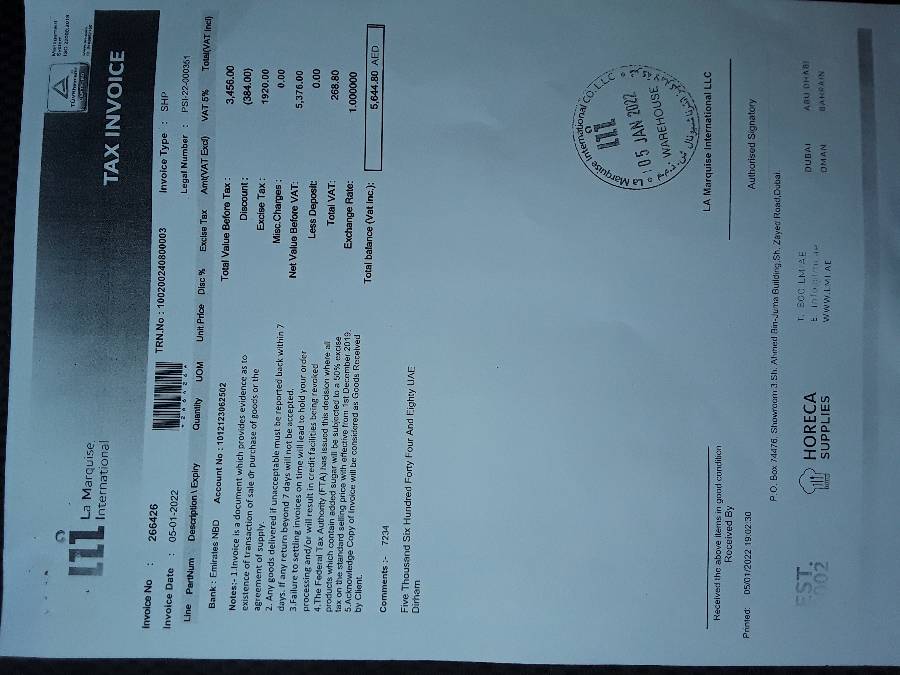 La Marquise
International
TAX INVOICE
Invoice No : 266426
TRN.No : 100200240800003
Invoice Type : SHP
Invoice Date : 05-01-2022
Legal Number : PSI-22-000351
Line PartNum Description \ Expiry Quantity UOM Unit Price Disc % Excise Tax Amt(VAT Excl) VAT 5% Total(VAT Incl)
Bank : Emirates NBD Account No : 1012123062502
Notes:- 1.Invoice is a document which provides evidence as to
existence of transaction of sale or purchase of goods or the
agreement of supply.
2. Any goods delivered if unacceptable must be reported back within 7
days. If any return beyond 7 days will not be accepted.
3.Failure to settling invoices on time will lead to hold your order
processing and/or will result in credit facilities being revoked
4.The Federal Tax Authority (FTA) has issued this decision where all
products which contain added sugar will be subjected to a 50% excise
tax on the standard selling price with effective from 1st December 2019.
5.Acknowledge Copy of Invoice will be considered as Goods Received
by Client.
Total Value Before Tax : 3,456.00
Discount : (384.00)
Excise Tax : 1920.00
Misc.Charges : 0.00
Net Value Before VAT: 5,376.00
Less Deposit: 0.00
Total VAT: 268.80
Exchange Rate: 1.000000
Total balance (Vat Inc.): 5,644.80 AED
Comments :- 7234
Five Thousand Six Hundred Forty Four And Eighty UAE
Dirham
La Marquise International CO. L.L.C
05 JAN 2022
WAREHOUSE
LA Marquise International LLC
Received the above items in good condition
Received By
Authorised Signatory
Printed: 05/01/2022 19:02:30
P.O. Box 74476, Showroom 3,Sh. Ahmed Bin-Juma Building,Sh. Zayed Road,Dubai.
EST.
HORECA
SUPPLIES
T. 800 LMI AE
WWW.LMI.AE
DUBAI ABU DHABI
OMAN BAHRAIN